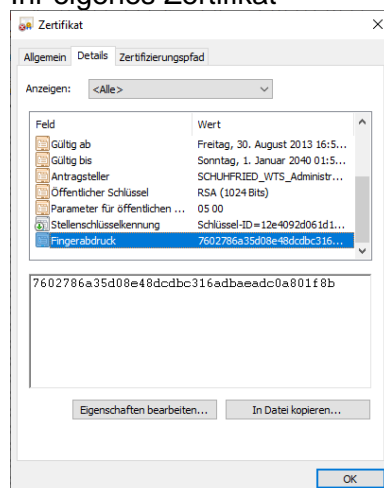 Ihr eigenes Zertifikat
Zertifikat
Allgemein Details Zertifizierungspfad
Anzeigen: <Alle>
Feld Wert
Gültig ab Freitag, 30. August 2013 16:5...
Gültig bis Sonntag, 1. Januar 2040 01:5...
Antragsteller SCHUHFRIED_WTS_Administr...
Öffentlicher Schlüssel RSA (1024 Bits)
Parameter für öffentlichen ... 05 00
Stellenschlüsselkennung Schlüssel-ID=12e4092d061d1...
Fingerabdruck 7602786a35d08e48dcdbc316...
7602786a35d08e48dcdbc316adbaeadc0a801f8b
Eigenschaften bearbeiten... In Datei kopieren...
OK